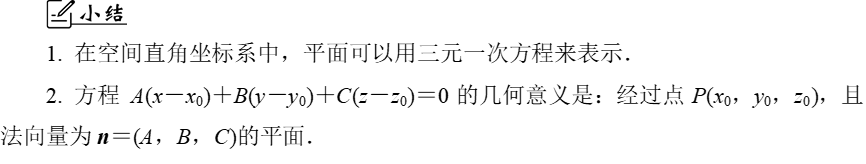 小结
1. 在空间直角坐标系中，平面可以用三元一次方程来表示．
2. 方程 A(x－x₀)＋B(y－y₀)＋C(z－z₀)＝0 的几何意义是：经过点 P(x₀，y₀，z₀)，且
法向量为 n＝(A，B，C)的平面．